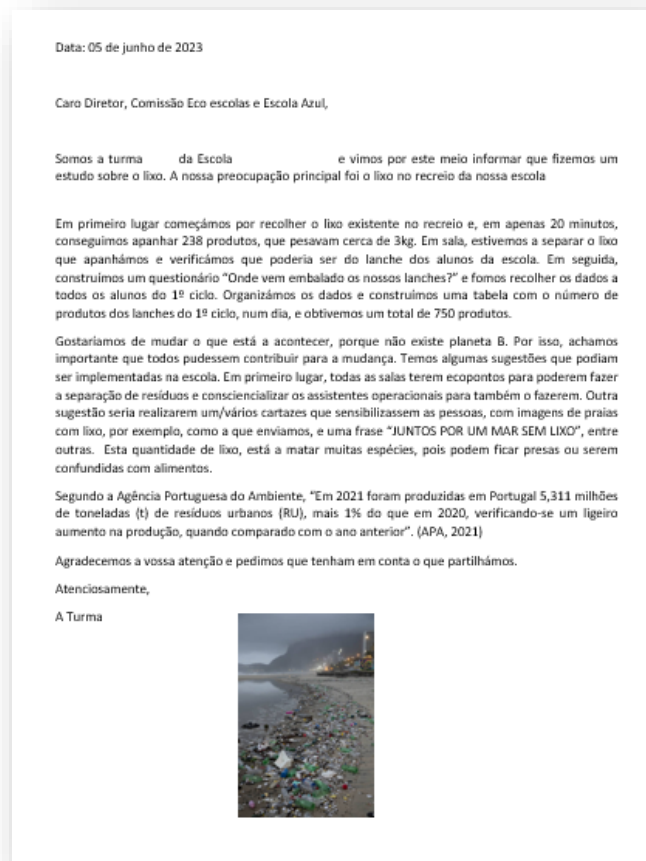 Data: 05 de junho de 2023
Caro Diretor, Comissão Eco escolas e Escola Azul,
Somos a turma da Escola e vimos por este meio informar que fizemos um
estudo sobre o lixo. A nossa preocupação principal foi o lixo no recreio da nossa escola
Em primeiro lugar começámos por recolher o lixo existente no recreio e, em apenas 20 minutos,
conseguimos apanhar 238 produtos, que pesavam cerca de 3kg. Em sala, estivemos a separar o lixo
que apanhámos e verificámos que poderia ser do lanche dos alunos da escola. Em seguida,
construímos um questionário “Onde vem embalado os nossos lanches?” e fomos recolher os dados a
todos os alunos do 1º ciclo. Organizámos os dados e construímos uma tabela com o número de
produtos dos lanches do 1º ciclo, num dia, e obtivemos um total de 750 produtos.
Gostaríamos de mudar o que está a acontecer, porque não existe planeta B. Por isso, achamos
importante que todos pudessem contribuir para a mudança. Temos algumas sugestões que podiam
ser implementadas na escola. Em primeiro lugar, todas as salas terem ecopontos para poderem fazer
a separação de resíduos e consciencializar os assistentes operacionais para também o fazerem. Outra
sugestão seria realizarem um/vários cartazes que sensibilizassem as pessoas, com imagens de praias
com lixo, por exemplo, como a que enviamos, e uma frase “JUNTOS POR UM MAR SEM LIXO”, entre
outras. Esta quantidade de lixo, está a matar muitas espécies, pois podem ficar presas ou serem
confundidas com alimentos.
Segundo a Agência Portuguesa do Ambiente, “Em 2021 foram produzidas em Portugal 5,311 milhões
de toneladas (t) de resíduos urbanos (RU), mais 1% do que em 2020, verificando-se um ligeiro
aumento na produção, quando comparado com o ano anterior”. (APA, 2021)
Agradecemos a vossa atenção e pedimos que tenham em conta o que partilhámos.
Atenciosamente,
A Turma